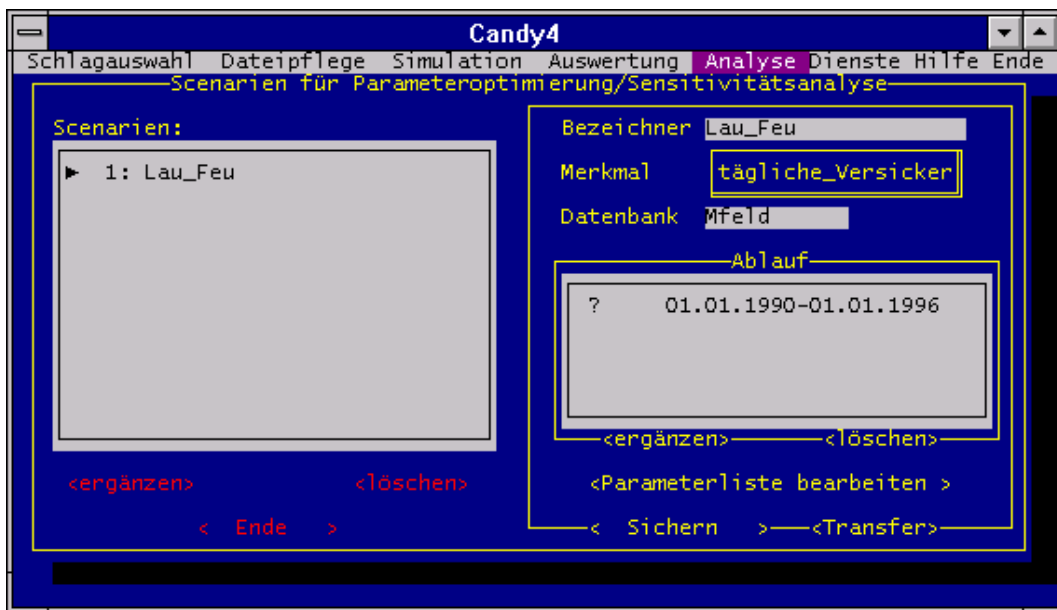 Candy4
Schlagauswahl Dateipflege Simulation Auswertung Analyse Dienste Hilfe Ende
Scenarien für Parameteroptimierung/Sensitivitätsanalyse
Scenarien:
1: Lau_Feu
<ergänzen> <löschen>
< Ende >
Bezeichner Lau_Feu
Merkmal tägliche_Versicker
Datenbank Mfeld
Ablauf
? 01.01.1990-01.01.1996
<ergänzen> <löschen>
<Parameterliste bearbeiten >
< Sichern > <Transfer>